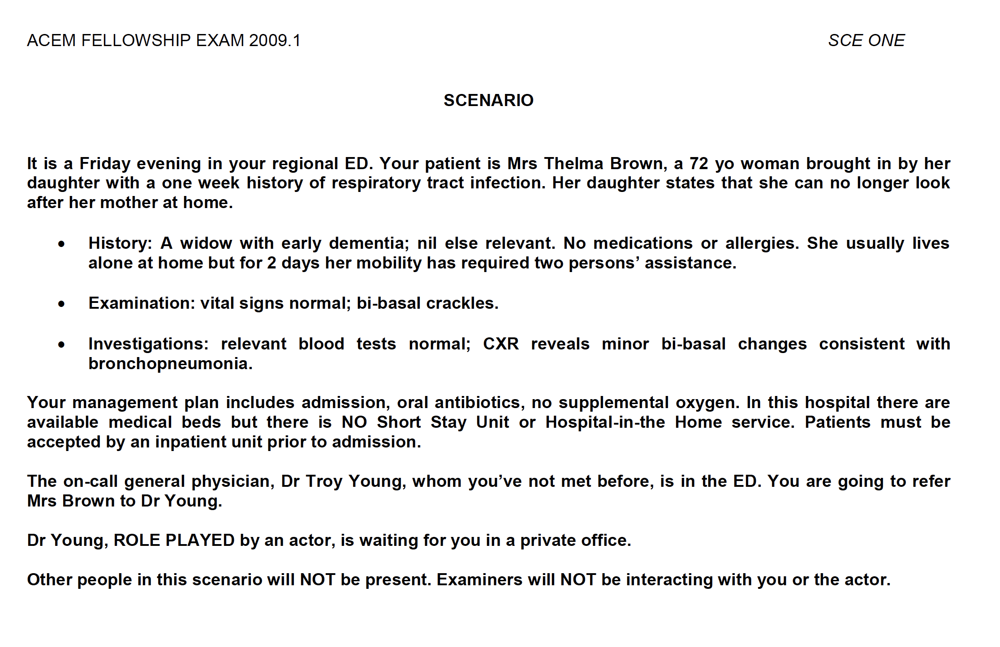 ACEM FELLOWSHIP EXAM 2009.1
SCE ONE
SCENARIO
It is a Friday evening in your regional ED. Your patient is Mrs Thelma Brown, a 72 yo woman brought in by her
daughter with a one week history of respiratory tract infection. Her daughter states that she can no longer look
after her mother at home.
• History: A widow with early dementia; nil else relevant. No medications or allergies. She usually lives
alone at home but for 2 days her mobility has required two persons’ assistance.
• Examination: vital signs normal; bi-basal crackles.
• Investigations: relevant blood tests normal; CXR reveals minor bi-basal changes consistent with
bronchopneumonia.
Your management plan includes admission, oral antibiotics, no supplemental oxygen. In this hospital there are
available medical beds but there is NO Short Stay Unit or Hospital-in-the Home service. Patients must be
accepted by an inpatient unit prior to admission.
The on-call general physician, Dr Troy Young, whom you’ve not met before, is in the ED. You are going to refer
Mrs Brown to Dr Young.
Dr Young, ROLE PLAYED by an actor, is waiting for you in a private office.
Other people in this scenario will NOT be present. Examiners will NOT be interacting with you or the actor.